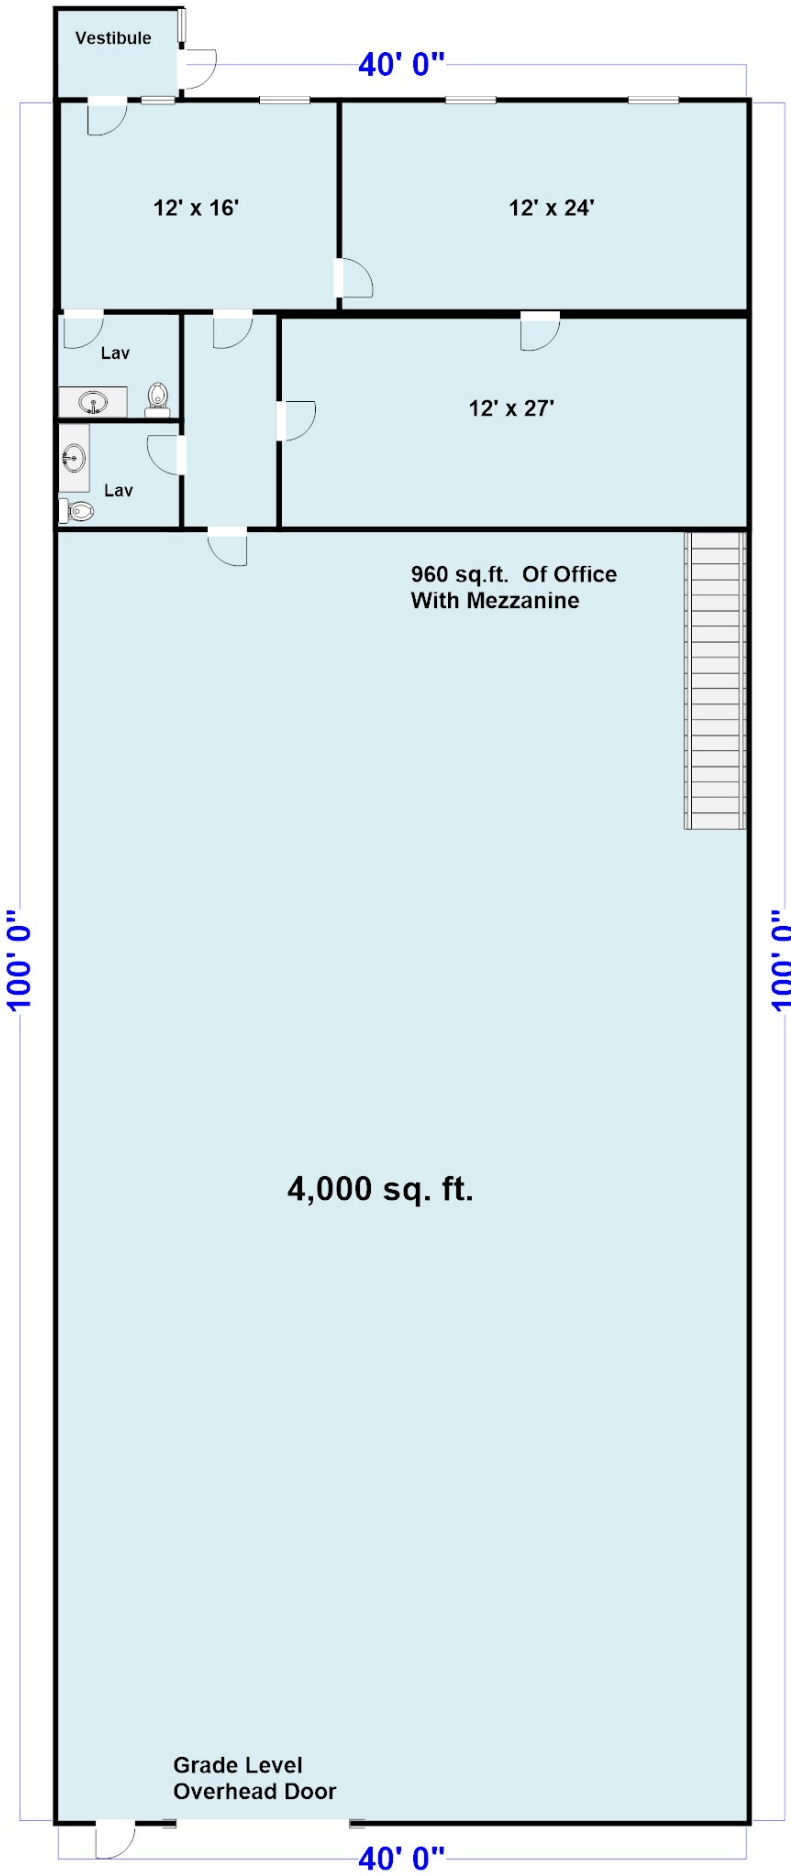 Vestibule
40' 0"
12' x 16'
12' x 24'
Lav
12' x 27'
Lav
960 sq.ft.  Of Office
With Mezzanine
100' 0"
100' 0"
4,000 sq. ft.
Grade Level
Overhead Door
40' 0"